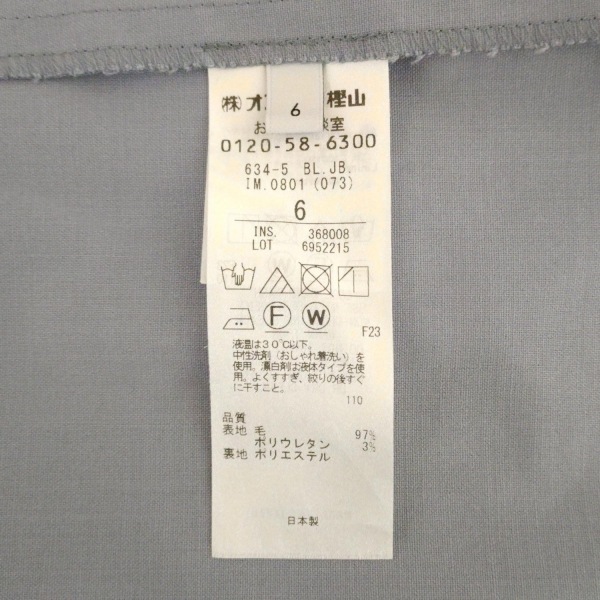 ㈱オ 樫山
6
お 談室
0120-58-6300
634-5 BL.JB.
IM.0801 (073)
6
INS. 368008
LOT 6952215
F W
F23
液温は30℃以下。
中性洗剤（おしゃれ着洗い）を
使用。漂白剤は液体タイプを使
用。よくすすぎ、絞りの後すぐ
に干すこと。
110
品質
表地 毛 97%
ポリウレタン 3%
裏地 ポリエステル
日本製